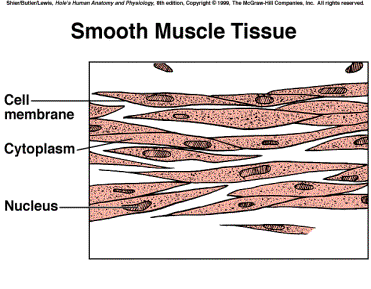 Shier/Butler/Lewis, Hole's Human Anatomy and Physiology, 8th edition, Copyright © 1999, The McGraw-Hill Companies, Inc. All rights reserved.
Smooth Muscle Tissue
Cell
membrane
Cytoplasm
Nucleus